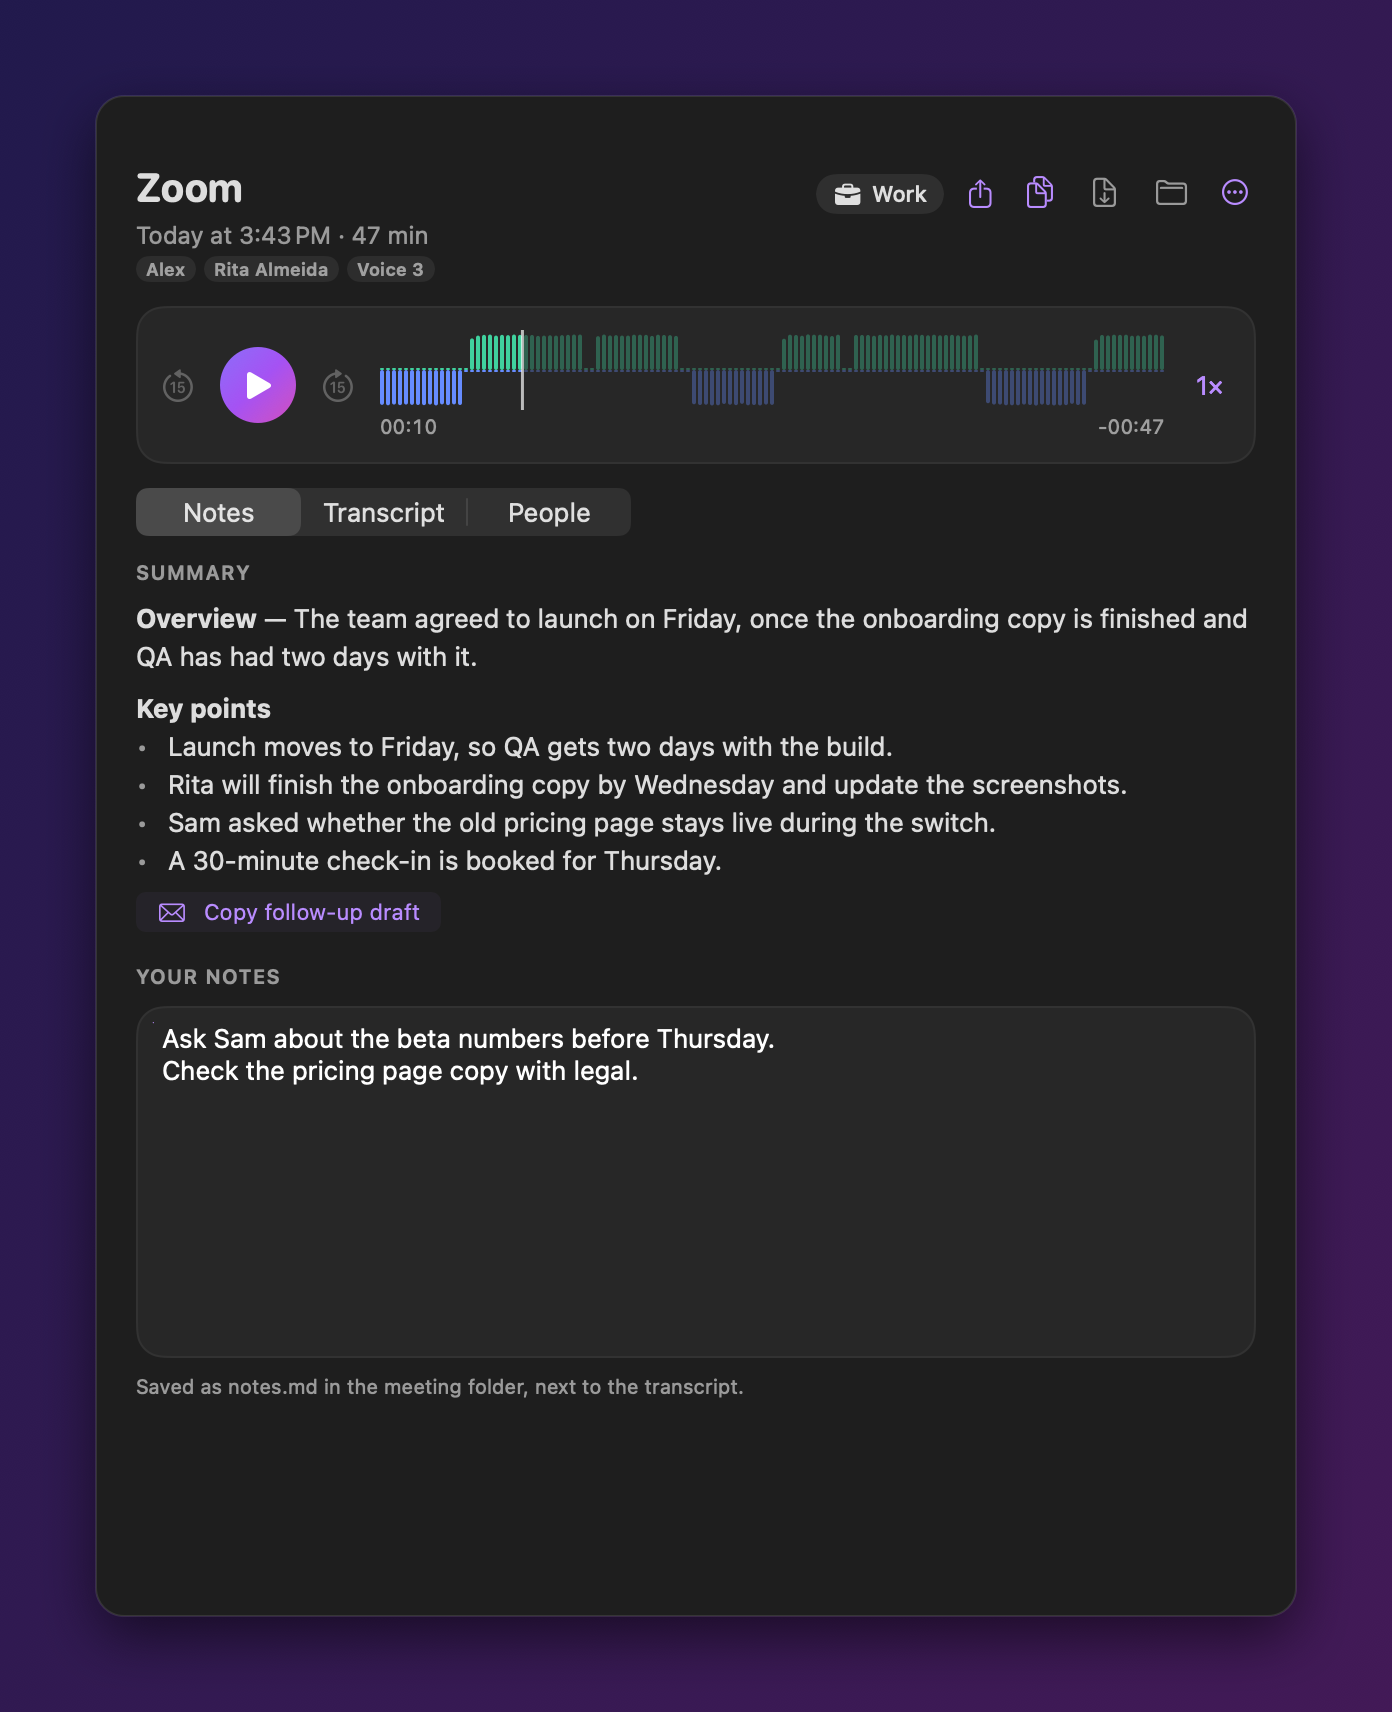 Zoom
Work
Today at 3:43 PM · 47 min
Alex
Rita Almeida
Voice 3
15
15
1×
00:10
-00:47
Notes
Transcript
People
SUMMARY
Overview — The team agreed to launch on Friday, once the onboarding copy is finished and
QA has had two days with it.
Key points
• Launch moves to Friday, so QA gets two days with the build.
• Rita will finish the onboarding copy by Wednesday and update the screenshots.
• Sam asked whether the old pricing page stays live during the switch.
• A 30-minute check-in is booked for Thursday.
Copy follow-up draft
YOUR NOTES
Ask Sam about the beta numbers before Thursday.
Check the pricing page copy with legal.
Saved as notes.md in the meeting folder, next to the transcript.